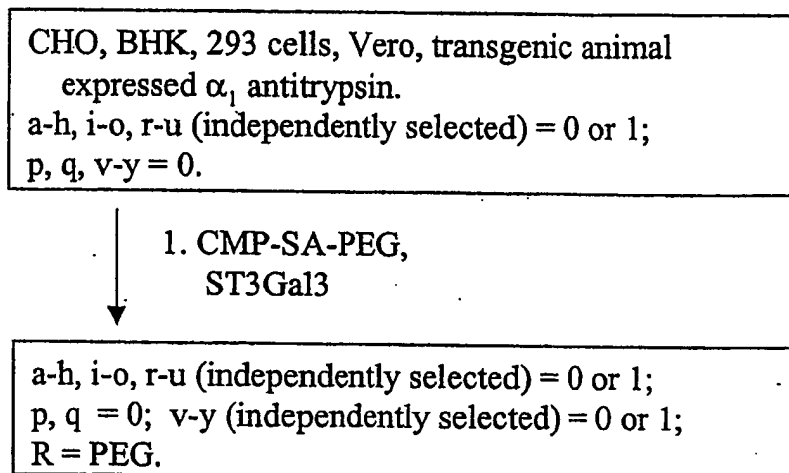 CHO, BHK, 293 cells, Vero, transgenic animal
expressed α₁ antitrypsin.
a-h, i-o, r-u (independently selected) = 0 or 1;
p, q, v-y = 0.
1. CMP-SA-PEG,
ST3Gal3
a-h, i-o, r-u (independently selected) = 0 or 1;
p, q = 0; v-y (independently selected) = 0 or 1;
R = PEG.